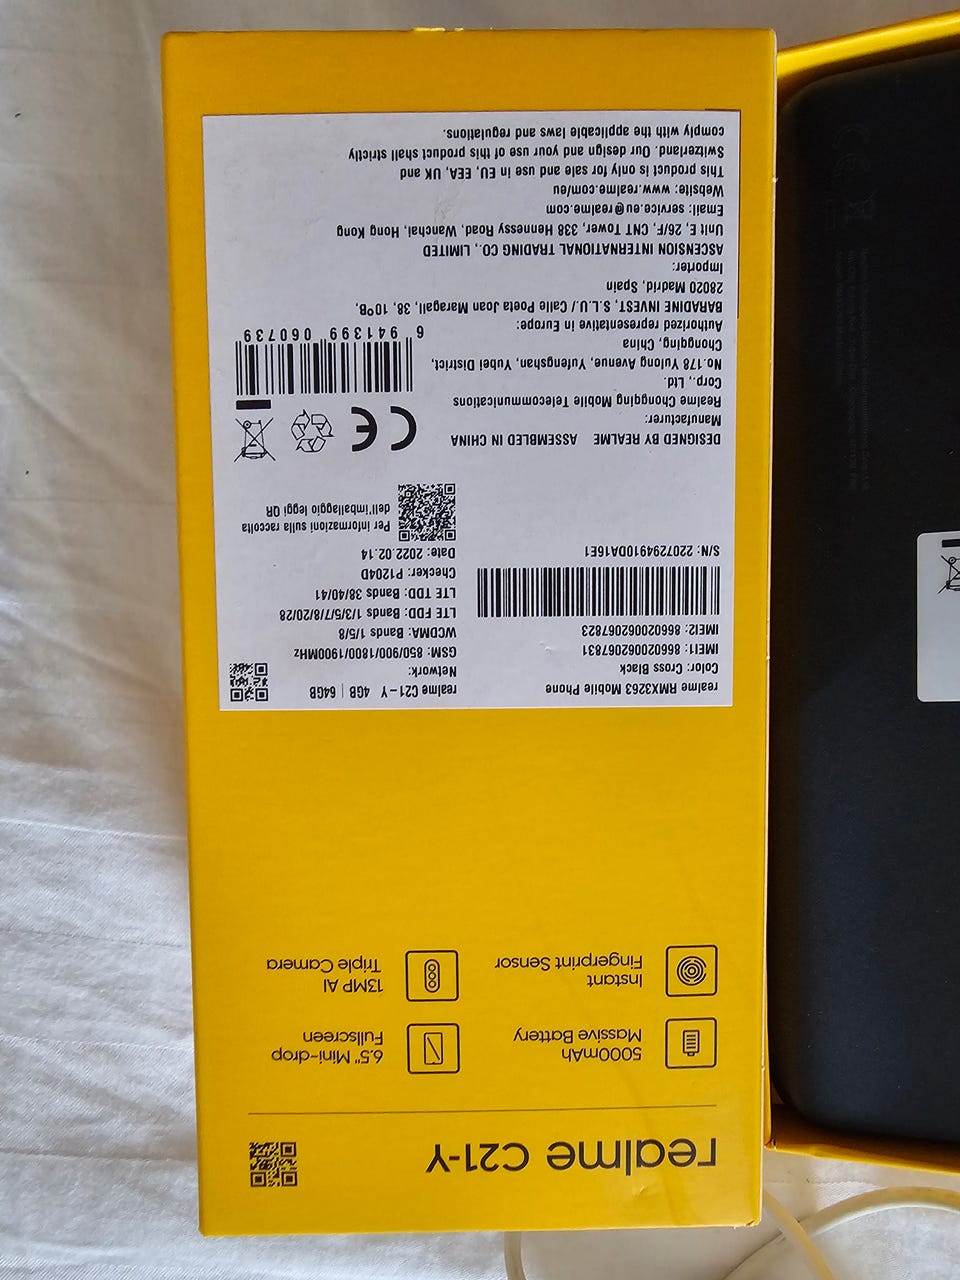 realme C21-Y
5000mAh
Massive Battery
6.5" Mini-drop
Fullscreen
Instant
Fingerprint Sensor
13MP AI
Triple Camera
realme RMX3263 Mobile Phone
Color: Cross Black
IMEI1: 866020062067831
IMEI2: 866020062067823
S/N: 2207294910DA16E1
realme C21-Y 4GB | 64GB
Network:
GSM: 850/900/1800/1900MHz
WCDMA: Bands 1/5/8
LTE FDD: Bands 1/3/5/7/8/20/28
LTE TDD: Bands 38/40/41
Checker: P1204D
Date: 2022.02.14
Per informazioni sulla raccolta
dell'imballaggio leggi QR
DESIGNED BY REALME ASSEMBLED IN CHINA
Manufacturer:
Realme Chongqing Mobile Telecommunications
Corp., Ltd.
No.178 Yulong Avenue, Yufengshan, Yubei District,
Chongqing, China
Authorized representative in Europe:
BARADINE INVEST, S.L.U./ Calle Poeta Joan Maragall, 38, 10ºB,
28020 Madrid, Spain
Importer:
ASCENSION INTERNATIONAL TRADING CO., LIMITED
Unit E, 26/F, CNT Tower, 338 Hennessy Road, Wanchai, Hong Kong
Email: service.eu@realme.com
Website: www.realme.com/eu
This product is only for sale and use in EU, EEA, UK and
Switzerland. Our design and your use of this product shall strictly
comply with the applicable laws and regulations.
CE
6 941399 060739